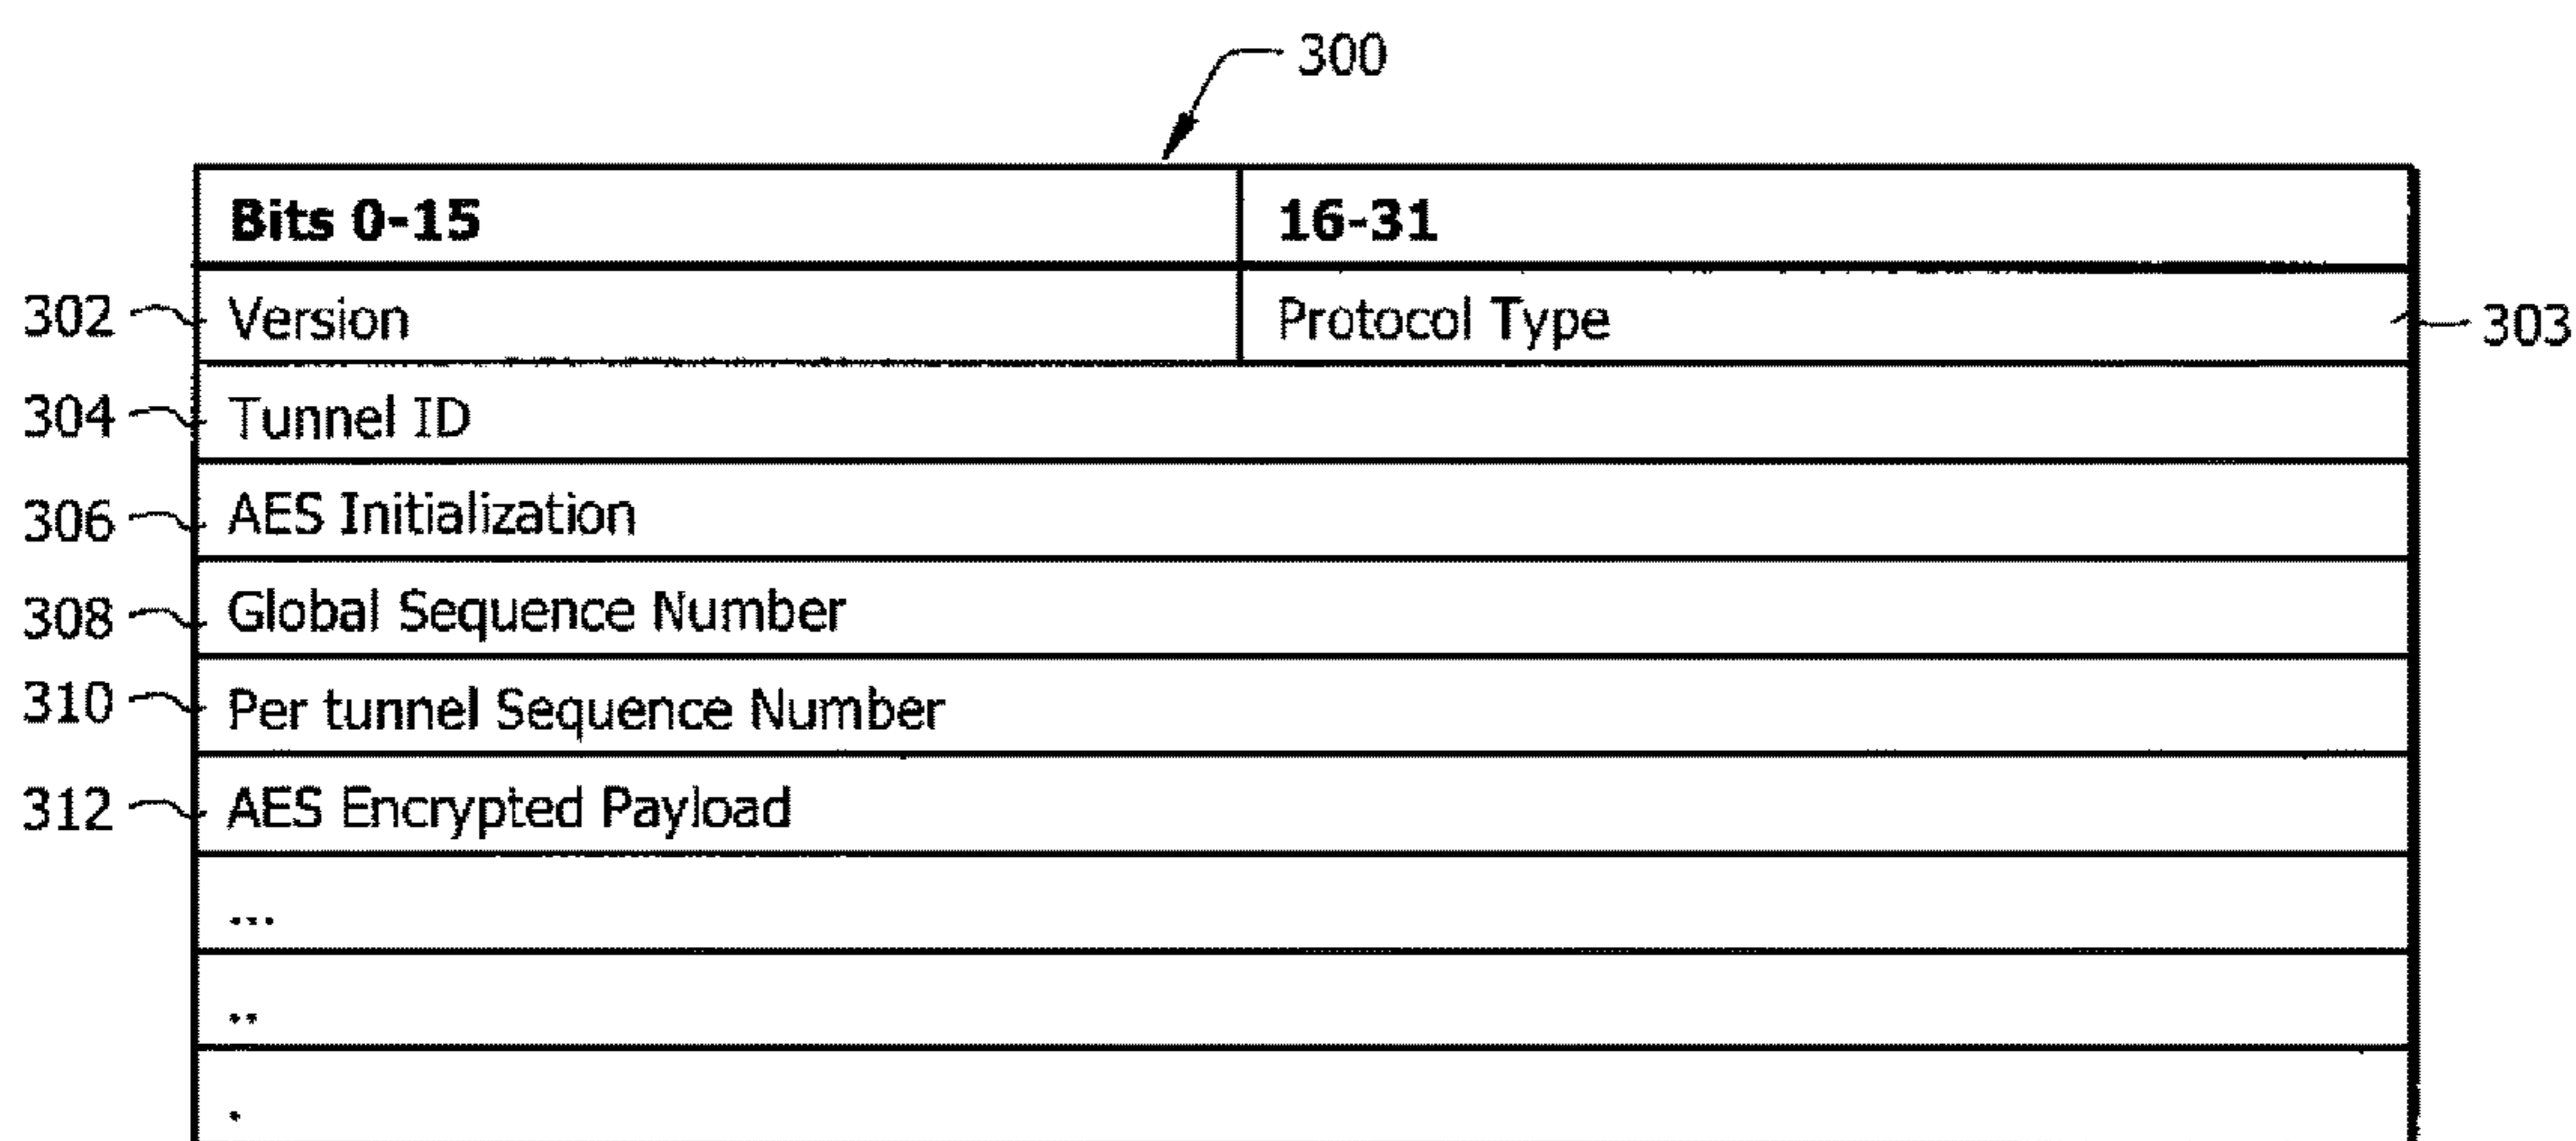 300
Bits 0-15 16-31
302 Version Protocol Type 303
304 Tunnel ID
306 AES Initialization
308 Global Sequence Number
310 Per tunnel Sequence Number
312 AES Encrypted Payload
...
..
.